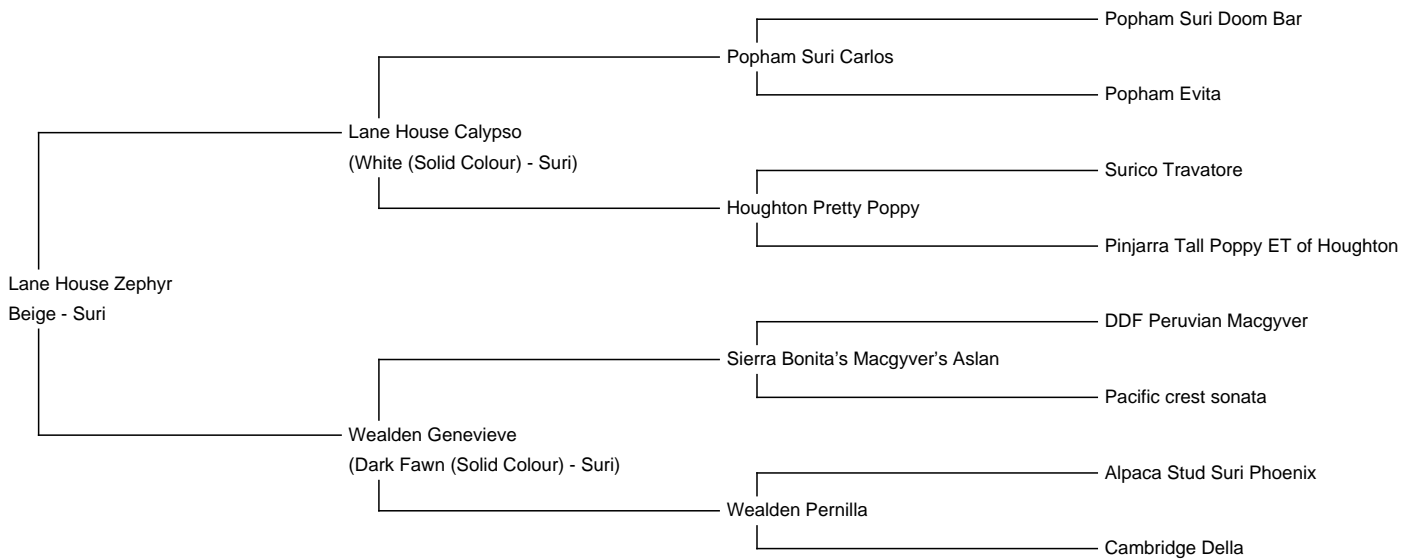 Popham Suri Doom Bar
Popham Suri Carlos
Popham Evita
Lane House Calypso
(White (Solid Colour) - Suri)
Surico Travatore
Houghton Pretty Poppy
Pinjarra Tall Poppy ET of Houghton
Lane House Zephyr
Beige - Suri
DDF Peruvian Macgyver
Sierra Bonita’s Macgyver’s Aslan
Pacific crest sonata
Wealden Genevieve
(Dark Fawn (Solid Colour) - Suri)
Alpaca Stud Suri Phoenix
Wealden Pernilla
Cambridge Della